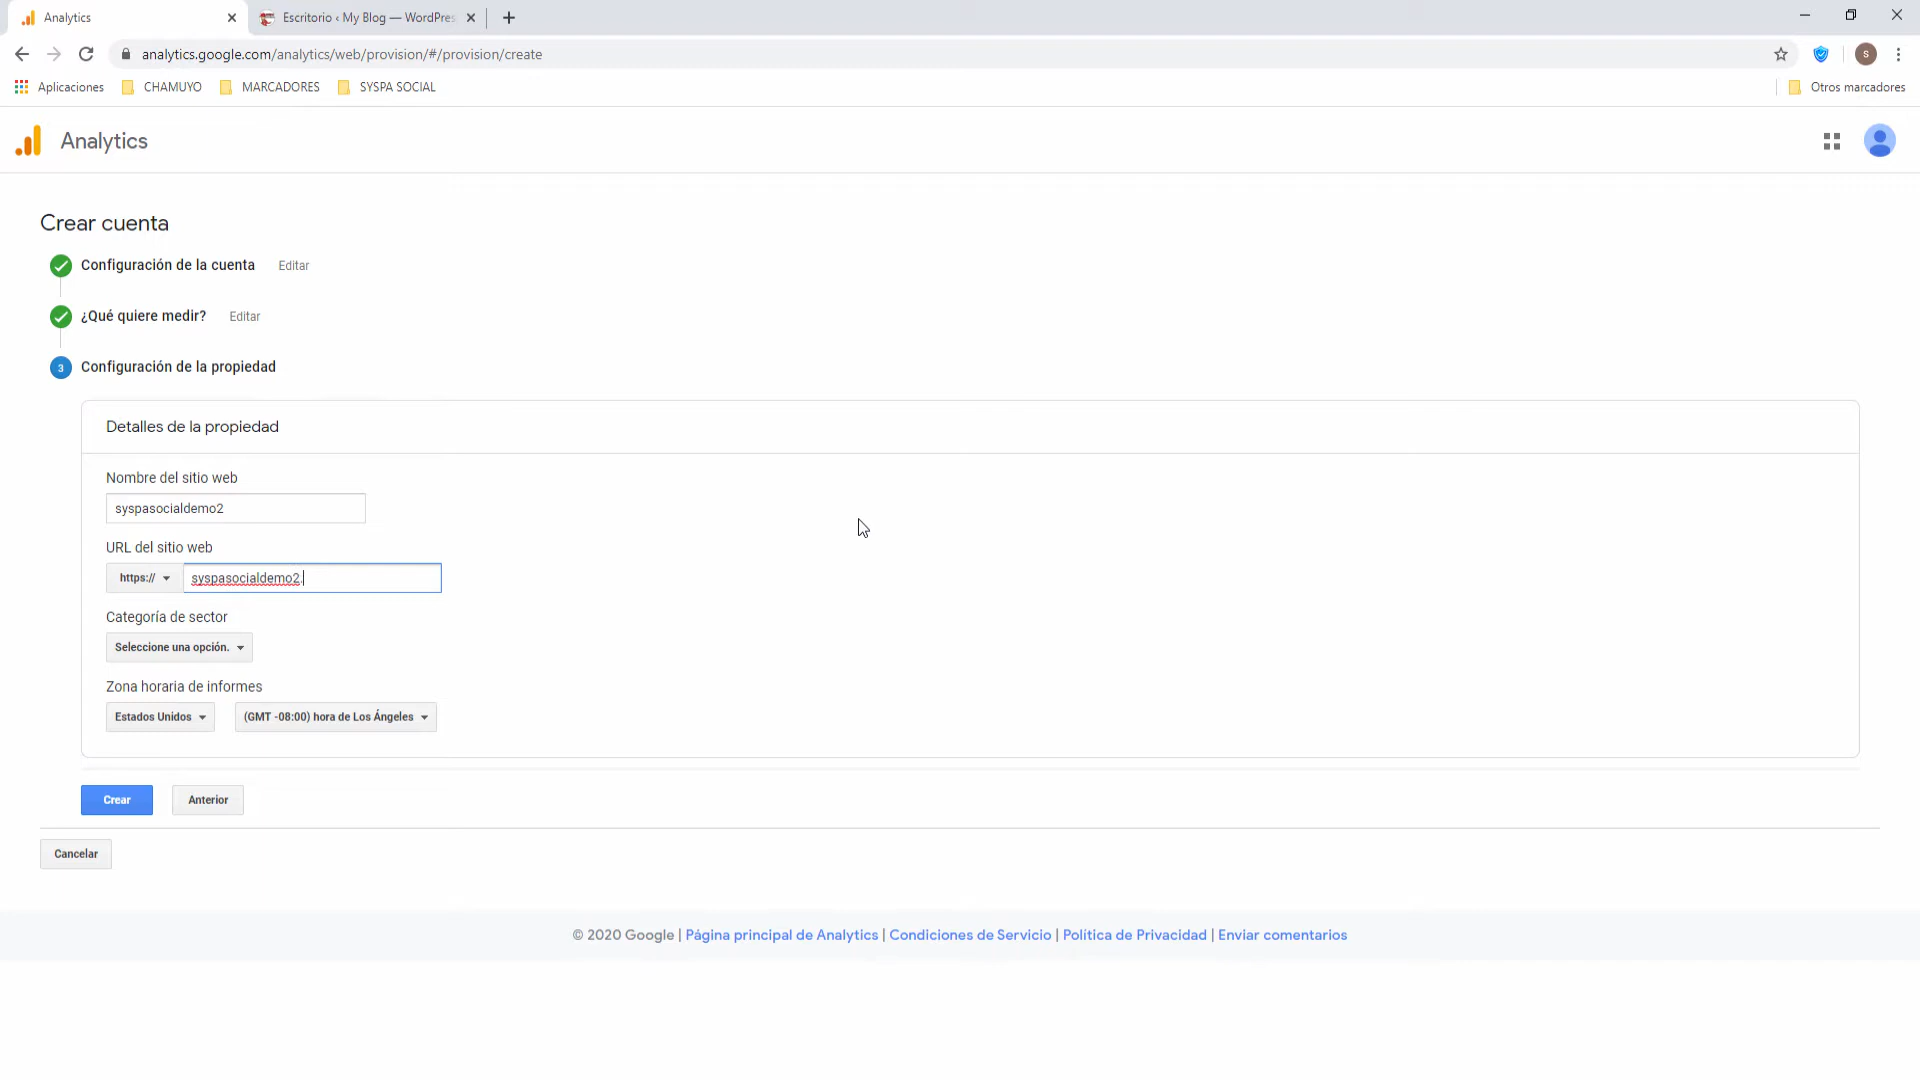 Analytics
Escritorio ‹ My Blog — WordPres
analytics.google.com/analytics/web/provision/#/provision/create
S
Aplicaciones
CHAMUYO
MARCADORES
SYSPA SOCIAL
Otros marcadores
Analytics
Crear cuenta
Configuración de la cuenta
Editar
¿Qué quiere medir?
Editar
3
Configuración de la propiedad
Detalles de la propiedad
Nombre del sitio web
syspasocialdemo2
URL del sitio web
https://
syspasocialdemo2.
Categoría de sector
Seleccione una opción.
Zona horaria de informes
Estados Unidos
(GMT -08:00) hora de Los Ángeles
Crear
Anterior
Cancelar
© 2020 Google | Página principal de Analytics | Condiciones de Servicio | Política de Privacidad | Enviar comentarios